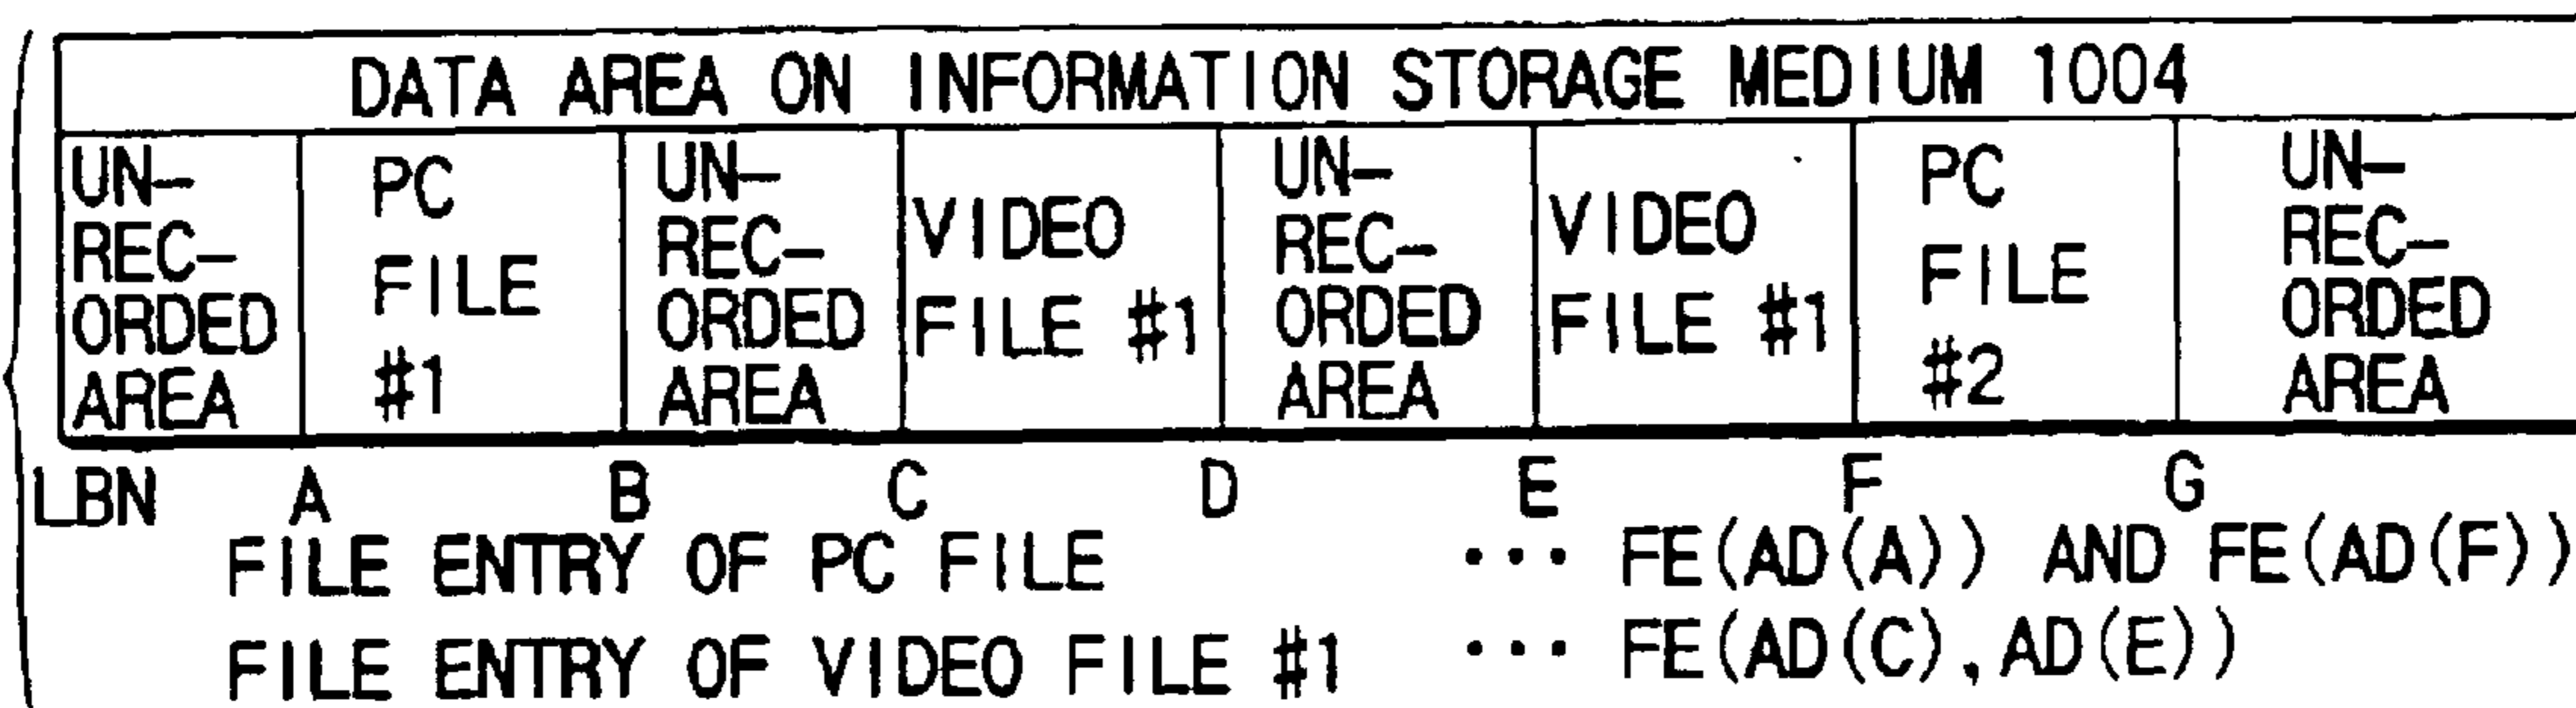 DATA AREA ON INFORMATION STORAGE MEDIUM 1004
UN-
REC-
ORDED
AREA
PC
FILE
#1
UN-
REC-
ORDED
AREA
VIDEO
FILE #1
UN-
REC-
ORDED
AREA
VIDEO
FILE #1
PC
FILE
#2
UN-
REC-
ORDED
AREA
LBN A B C D E F G
FILE ENTRY OF PC FILE ... FE(AD(A)) AND FE(AD(F))
FILE ENTRY OF VIDEO FILE #1 ... FE(AD(C),AD(E))